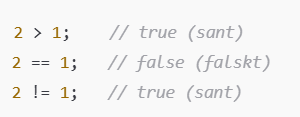 2 > 1;    // true (sant)
2 == 1;   // false (falskt)
2 != 1;   // true (sant)